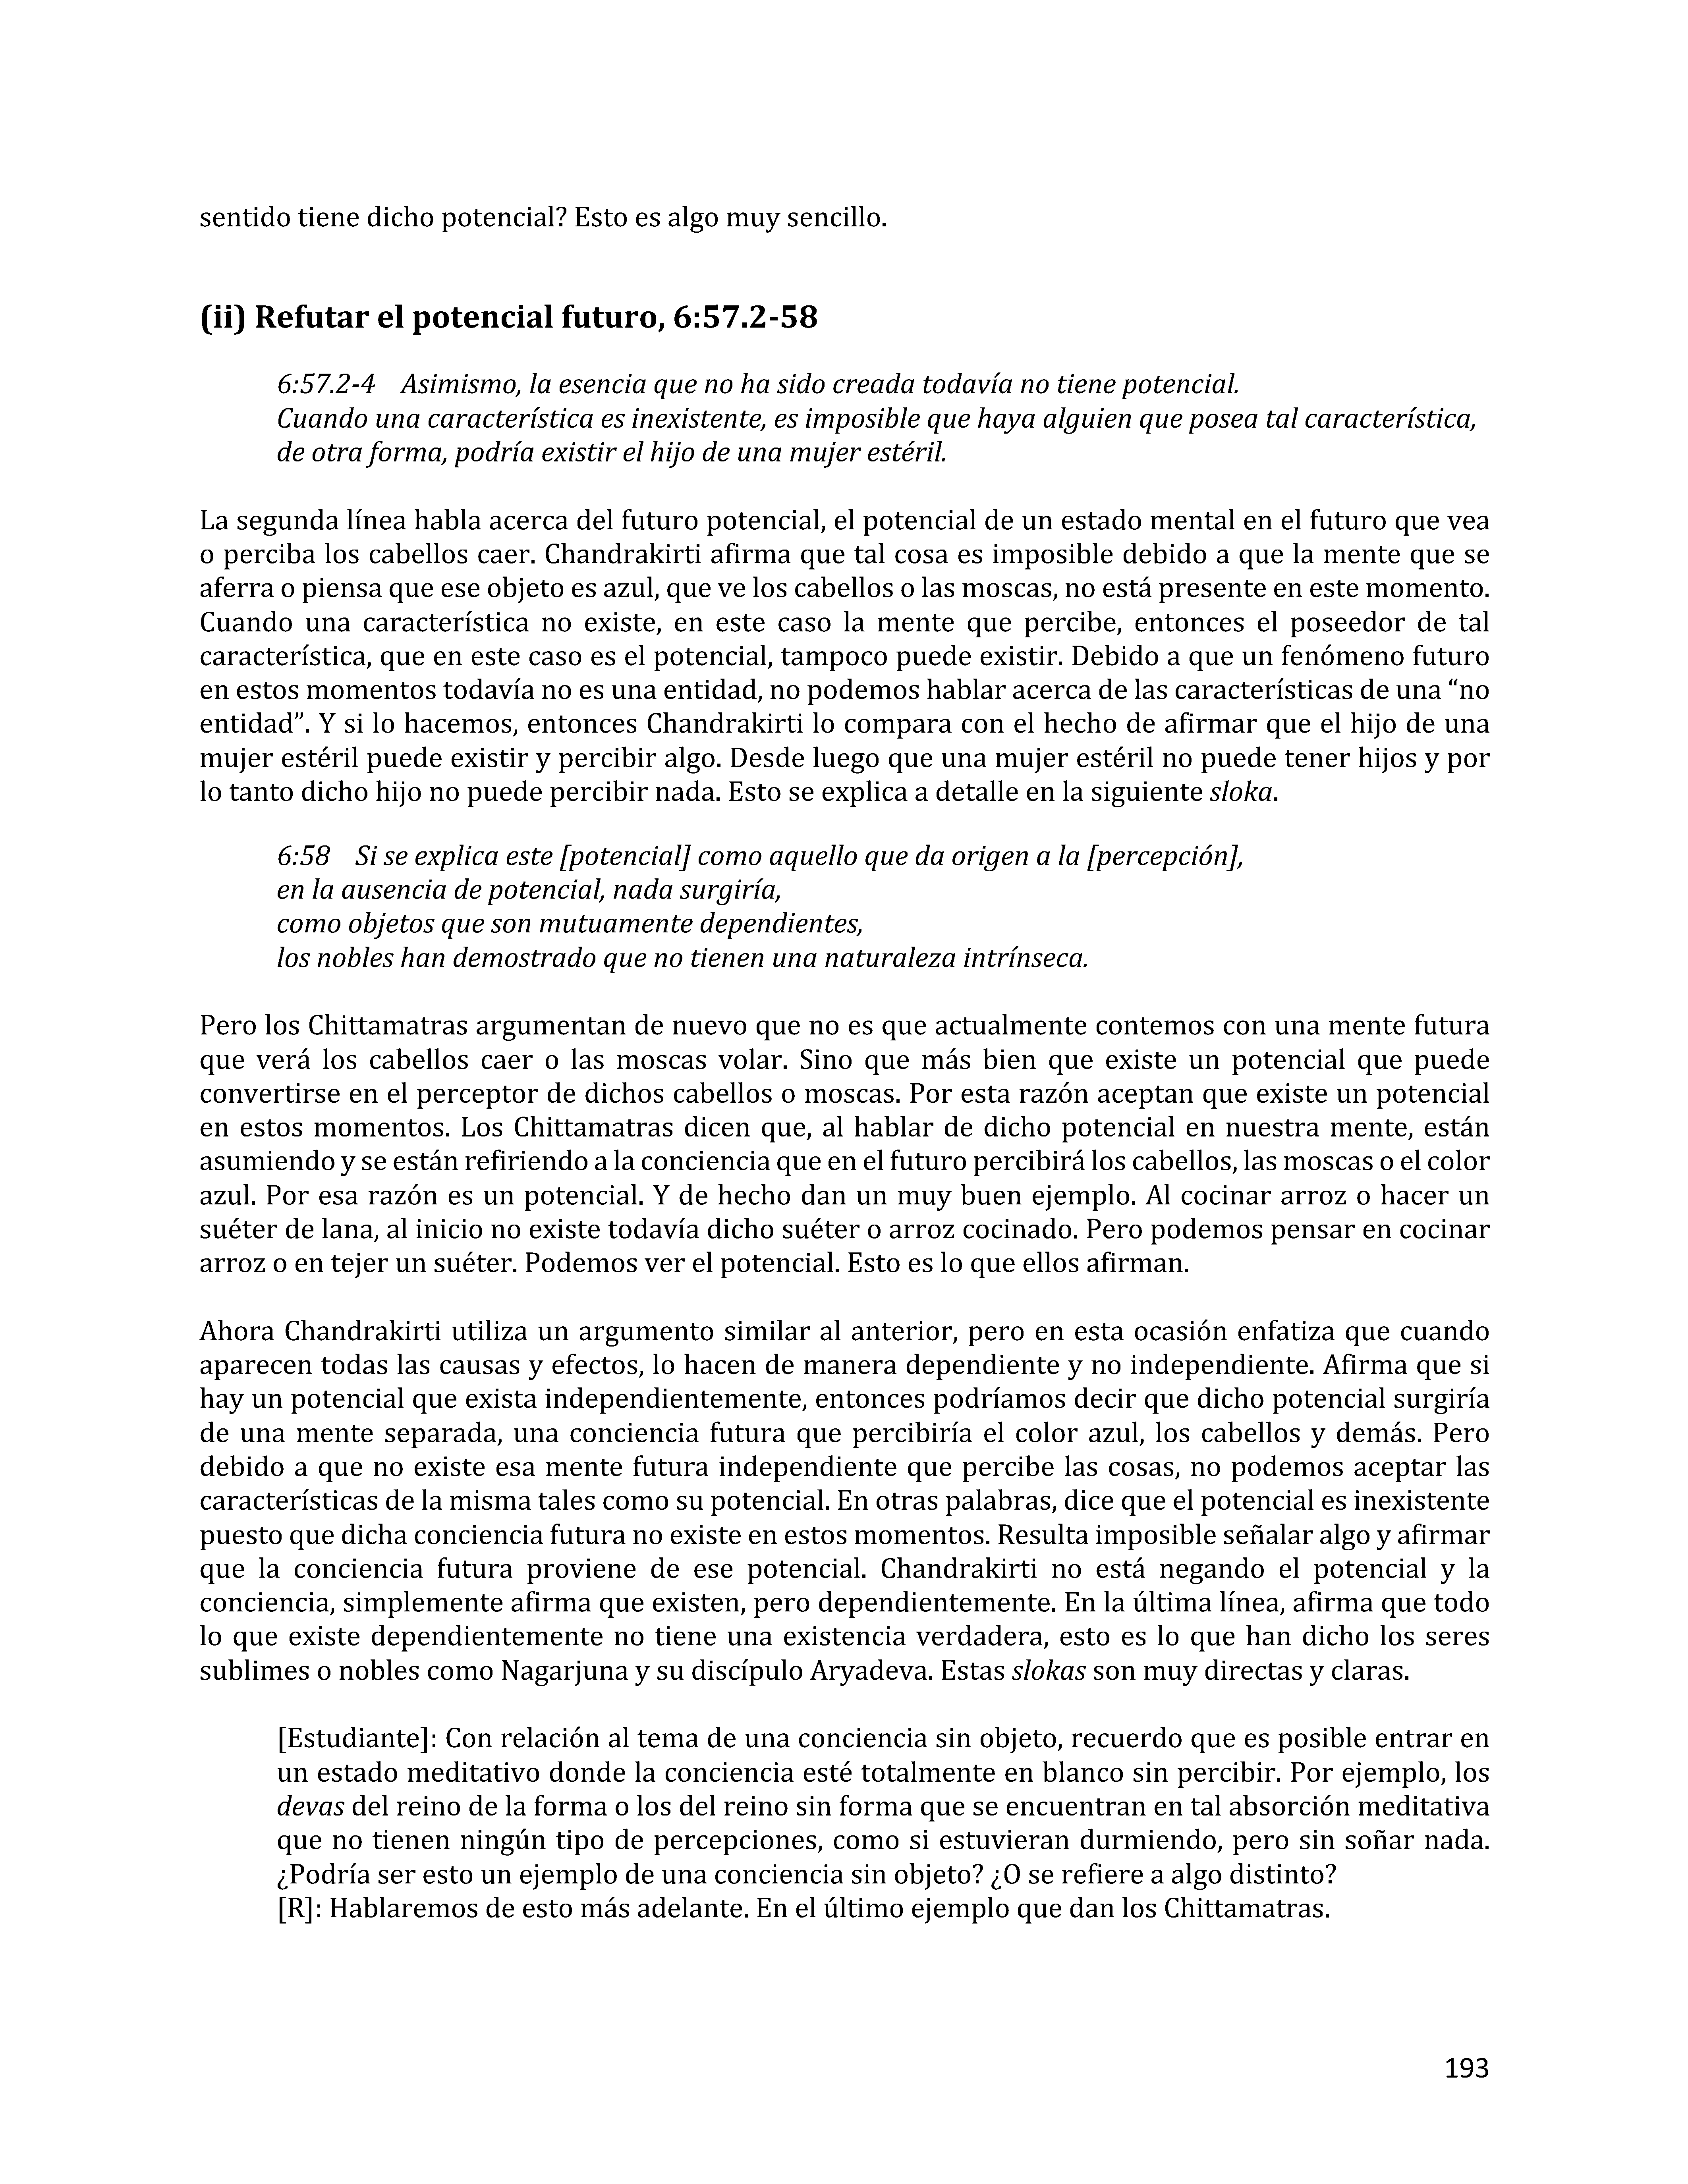 sentido tiene dicho potencial? Esto es algo muy sencillo.
(ii) Refutar el potencial futuro, 6:57.2-58
6:57.2-4 Asimismo, la esencia que no ha sido creada todavía no tiene potencial.
Cuando una característica es inexistente, es imposible que haya alguien que posea tal característica,
de otra forma, podría existir el hijo de una mujer estéril.
La segunda línea habla acerca del futuro potencial, el potencial de un estado mental en el futuro que vea
o perciba los cabellos caer. Chandrakirti afirma que tal cosa es imposible debido a que la mente que se
aferra o piensa que ese objeto es azul, que ve los cabellos o las moscas, no está presente en este momento.
Cuando una característica no existe, en este caso la mente que percibe, entonces el poseedor de tal
característica, que en este caso es el potencial, tampoco puede existir. Debido a que un fenómeno futuro
en estos momentos todavía no es una entidad, no podemos hablar acerca de las características de una “no
entidad”. Y si lo hacemos, entonces Chandrakirti lo compara con el hecho de afirmar que el hijo de una
mujer estéril puede existir y percibir algo. Desde luego que una mujer estéril no puede tener hijos y por
lo tanto dicho hijo no puede percibir nada. Esto se explica a detalle en la siguiente sloka.
6:58 Si se explica este [potencial] como aquello que da origen a la [percepción],
en la ausencia de potencial, nada surgiría,
como objetos que son mutuamente dependientes,
los nobles han demostrado que no tienen una naturaleza intrínseca.
Pero los Chittamatras argumentan de nuevo que no es que actualmente contemos con una mente futura
que verá los cabellos caer o las moscas volar. Sino que más bien que existe un potencial que puede
convertirse en el perceptor de dichos cabellos o moscas. Por esta razón aceptan que existe un potencial
en estos momentos. Los Chittamatras dicen que, al hablar de dicho potencial en nuestra mente, están
asumiendo y se están refiriendo a la conciencia que en el futuro percibirá los cabellos, las moscas o el color
azul. Por esa razón es un potencial. Y de hecho dan un muy buen ejemplo. Al cocinar arroz o hacer un
suéter de lana, al inicio no existe todavía dicho suéter o arroz cocinado. Pero podemos pensar en cocinar
arroz o en tejer un suéter. Podemos ver el potencial. Esto es lo que ellos afirman.
Ahora Chandrakirti utiliza un argumento similar al anterior, pero en esta ocasión enfatiza que cuando
aparecen todas las causas y efectos, lo hacen de manera dependiente y no independiente. Afirma que si
hay un potencial que exista independientemente, entonces podríamos decir que dicho potencial surgiría
de una mente separada, una conciencia futura que percibiría el color azul, los cabellos y demás. Pero
debido a que no existe esa mente futura independiente que percibe las cosas, no podemos aceptar las
características de la misma tales como su potencial. En otras palabras, dice que el potencial es inexistente
puesto que dicha conciencia futura no existe en estos momentos. Resulta imposible señalar algo y afirmar
que la conciencia futura proviene de ese potencial. Chandrakirti no está negando el potencial y la
conciencia, simplemente afirma que existen, pero dependientemente. En la última línea, afirma que todo
lo que existe dependientemente no tiene una existencia verdadera, esto es lo que han dicho los seres
sublimes o nobles como Nagarjuna y su discípulo Aryadeva. Estas slokas son muy directas y claras.
[Estudiante]: Con relación al tema de una conciencia sin objeto, recuerdo que es posible entrar en
un estado meditativo donde la conciencia esté totalmente en blanco sin percibir. Por ejemplo, los
devas del reino de la forma o los del reino sin forma que se encuentran en tal absorción meditativa
que no tienen ningún tipo de percepciones, como si estuvieran durmiendo, pero sin soñar nada.
¿Podría ser esto un ejemplo de una conciencia sin objeto? ¿O se refiere a algo distinto?
[R]: Hablaremos de esto más adelante. En el último ejemplo que dan los Chittamatras.
193